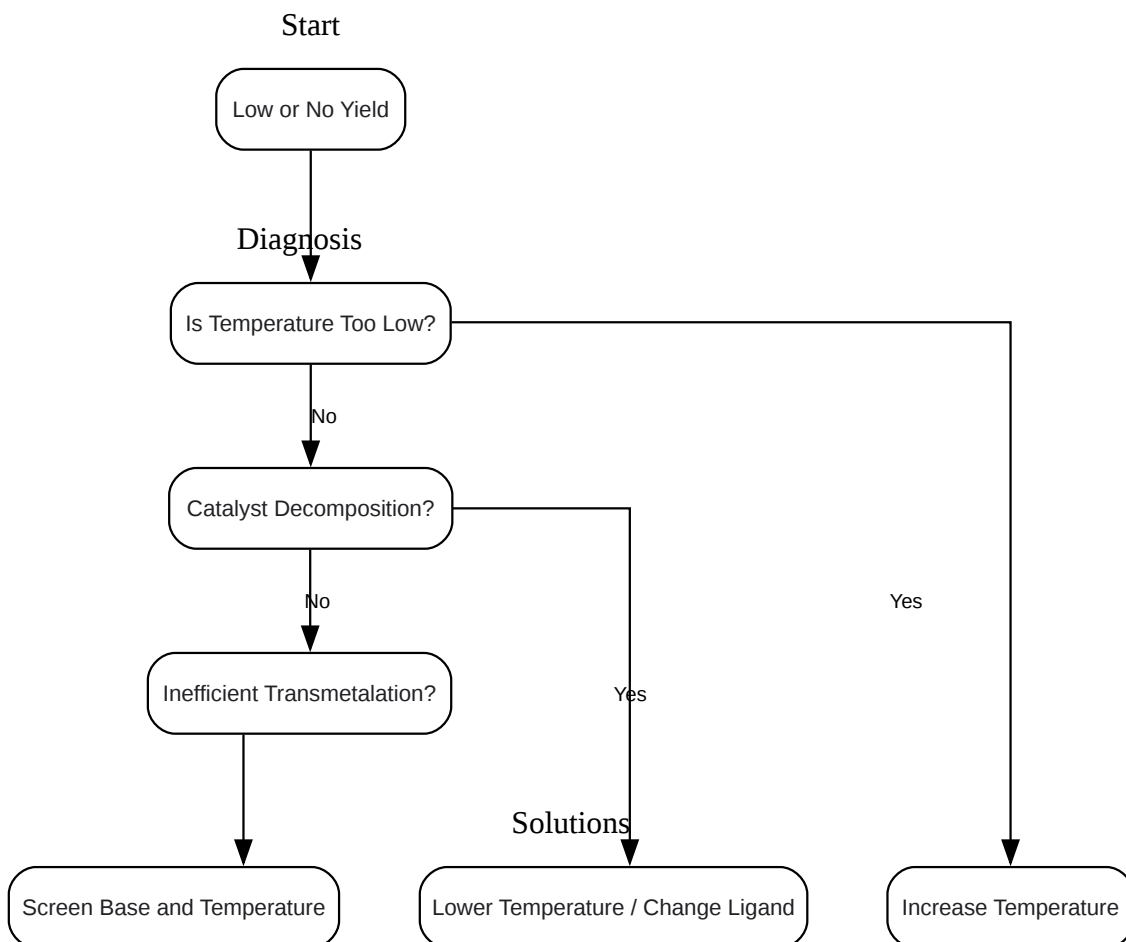 Start
Low or No Yield
Diagnosis
Is Temperature Too Low?
No
Catalyst Decomposition?
No
Yes
Inefficient Transmetalation?
Yes
Solutions
Screen Base and Temperature
Lower Temperature / Change Ligand
Increase Temperature